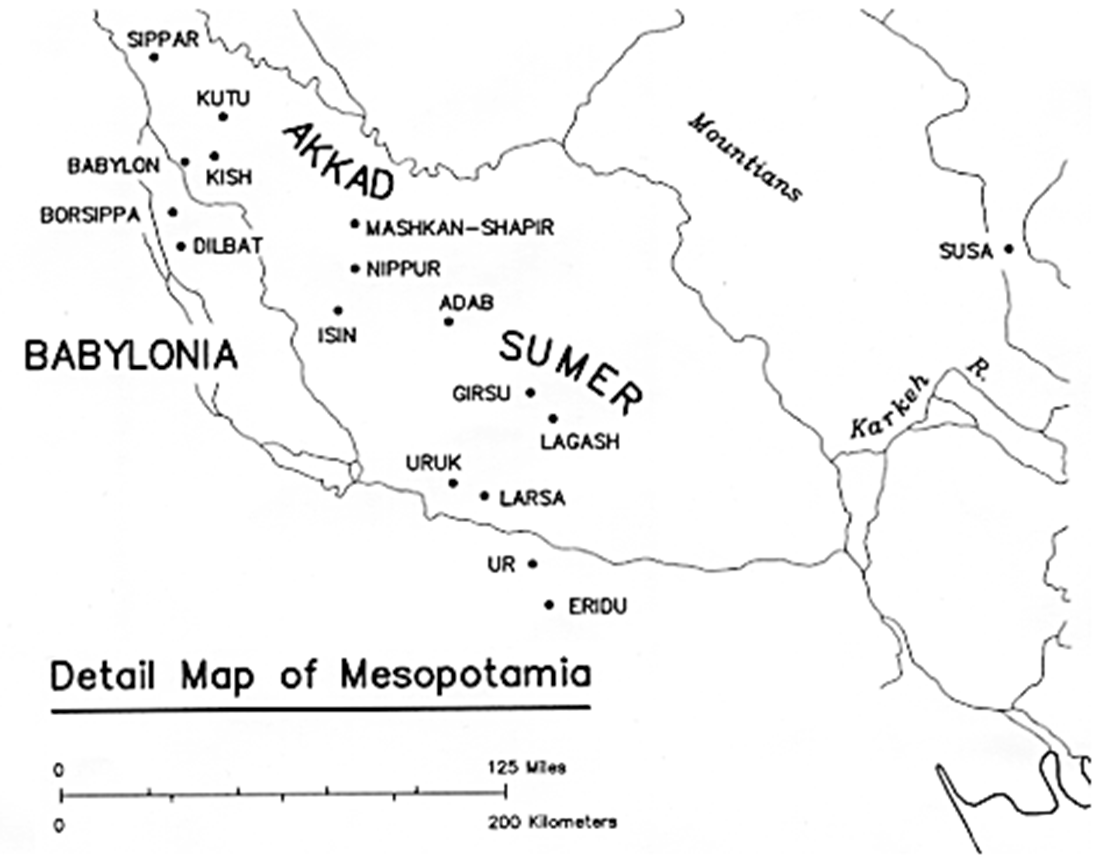 SIPPAR
KUTU
AKKAD
Mountians
BABYLON
KISH
BORSIPPA
MASHKAN-SHAPIR
DILBAT
SUSA
NIPPUR
ADAB
ISIN
BABYLONIA
SUMER
GIRSU
Karkeh R.
LAGASH
URUK
LARSA
UR
ERIDU
Detail Map of Mesopotamia
0 125 Miles
0 200 Kilometers